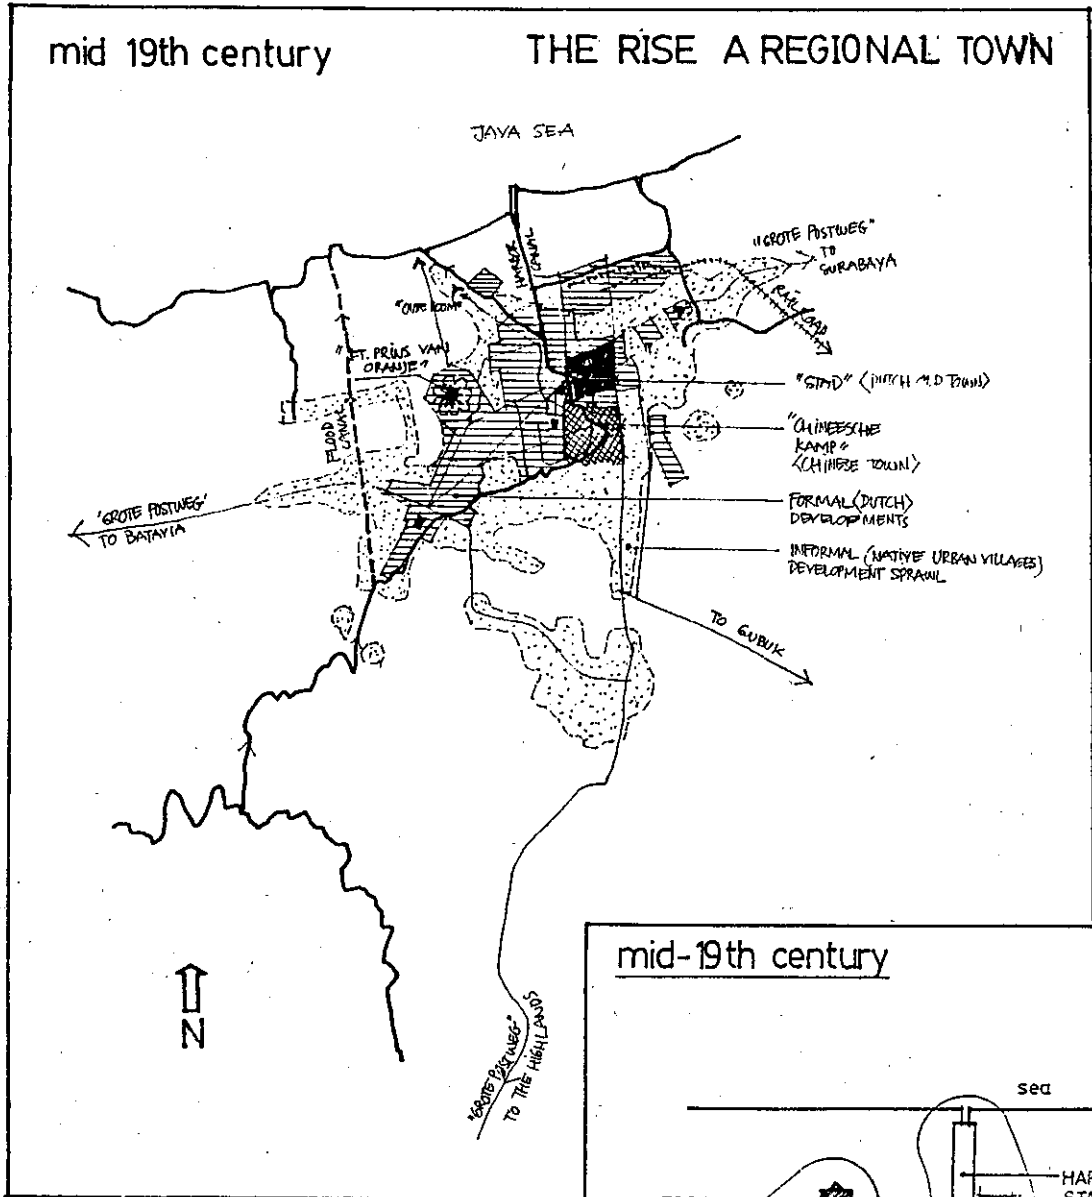 mid 19th century
THE RISE A REGIONAL TOWN
JAVA SEA
HARBOR
CANAL
"GROTE POSTWEG"
TO
SURABAYA
RAILROAD
"FT. PRINS VAN
ORANJE"
FLOOD
CANAL
"STAD" (DUTCH TOWN)
"CHINEESCHE
KAMP"
(CHINESE TOWN)
FORMAL (DUTCH)
DEVELOPMENTS
INFORMAL (NATIVE URBAN VILLAGES)
DEVELOPMENT SPRAWL
'GROTE POSTWEG'
TO BATAVIA
TO GUBUK
"GROTE POSTWEG"
TO THE HIGHLANDS
N
mid-19th century
sea
HAR